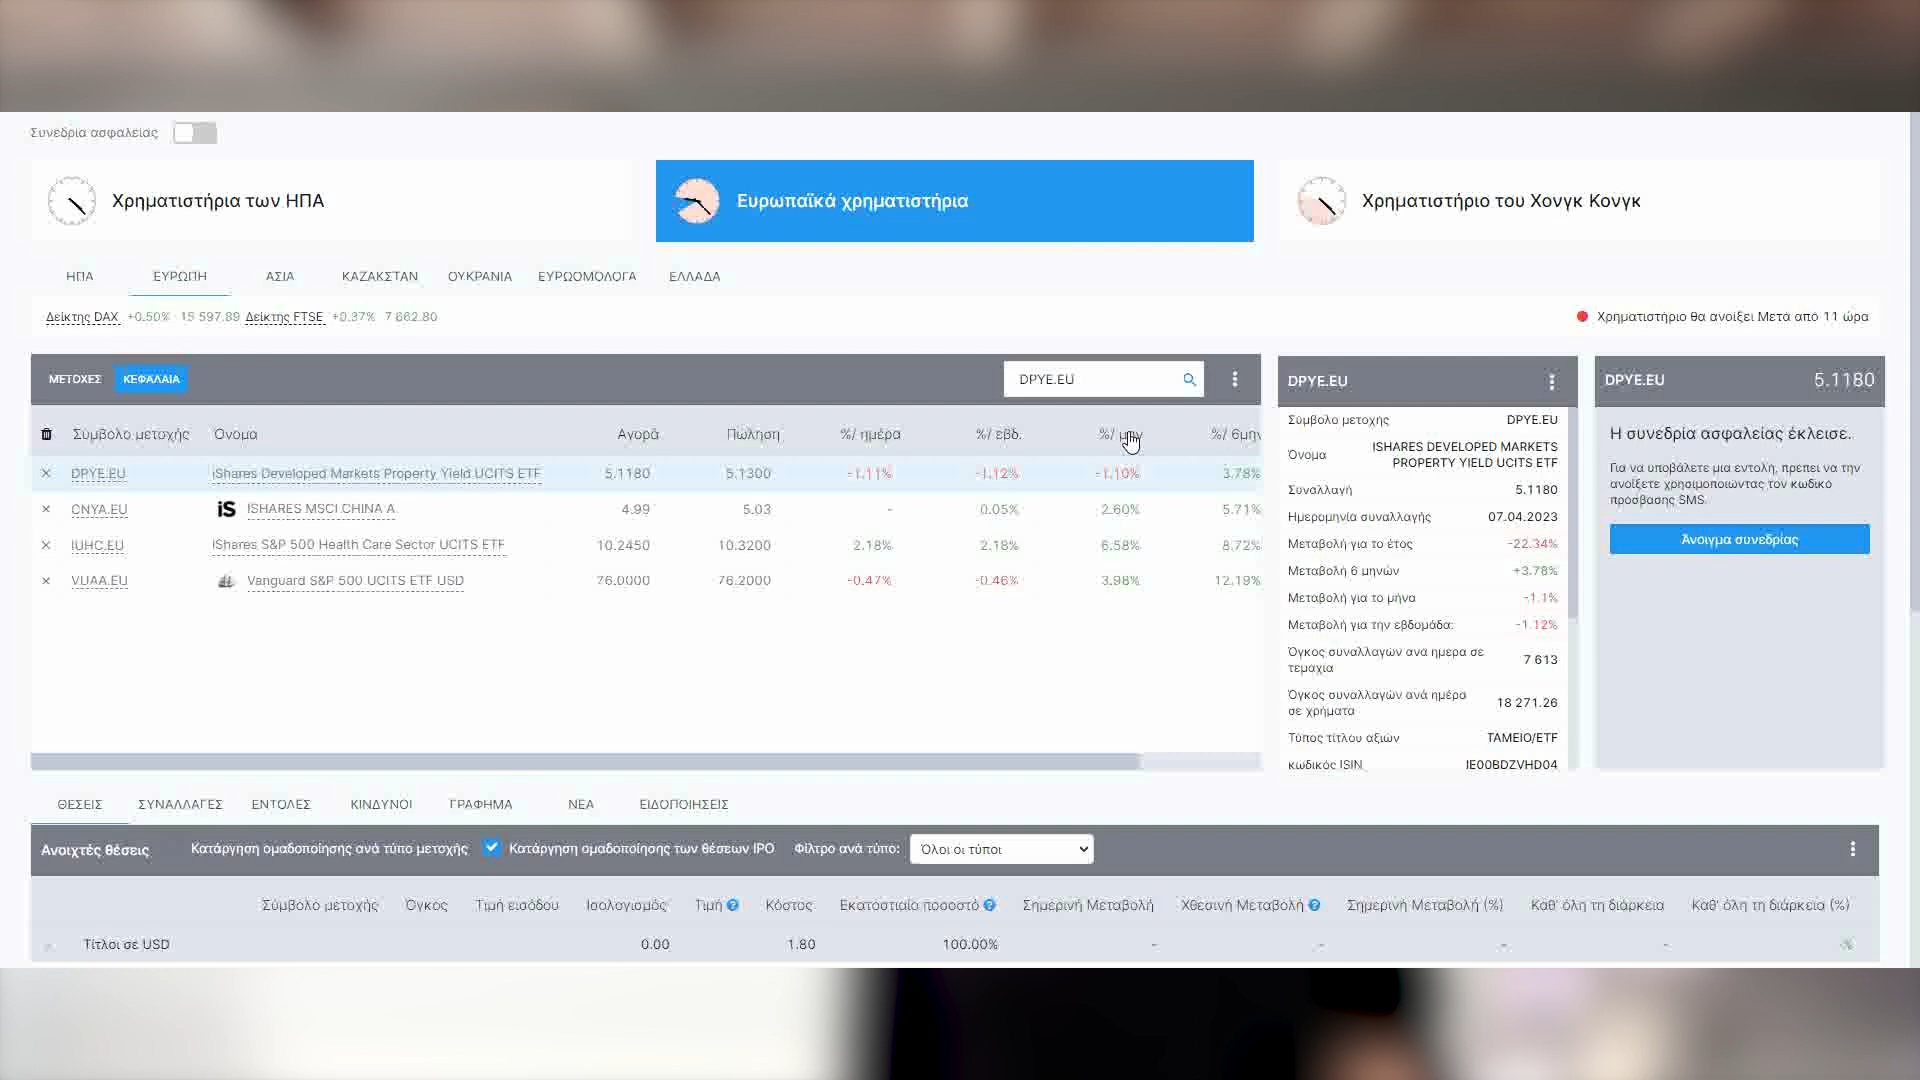 Συνεδρία ασφαλείας
Χρηματιστήρια των ΗΠΑ
Ευρωπαϊκά χρηματιστήρια
Χρηματιστήριο του Χονγκ Κονγκ
ΗΠΑ ΕΥΡΩΠΗ ΑΣΙΑ ΚΑΖΑΚΣΤΑΝ ΟΥΚΡΑΝΙΑ ΕΥΡΩΟΜΟΛΟΓΑ ΕΛΛΑΔΑ
Δείκτης DAX +0.50% 15 597.89 Δείκτης FTSE +0.37% 7 662.80
Χρηματιστήριο θα ανοίξει Μετά από 11 ώρα
ΜΕΤΟΧΕΣ ΚΕΦΑΛΑΙΑ DPYE.EU
Σύμβολο μετοχής Όνομα Αγορά Πώληση %/ ημέρα %/ εβδ. %/ μην %/ 6μην
DPYE.EU iShares Developed Markets Property Yield UCITS ETF 5.1180 5.1300 -1.11% -1.12% -1.10% 3.78%
CNYA.EU iS ISHARES MSCI CHINA A 4.99 5.03 - 0.05% 2.60% 5.71%
IUHC.EU iShares S&P 500 Health Care Sector UCITS ETF 10.2450 10.3200 2.18% 2.18% 6.58% 8.72%
VUAA.EU Vanguard S&P 500 UCITS ETF USD 76.0000 76.2000 -0.47% -0.46% 3.98% 12.19%
DPYE.EU
Σύμβολο μετοχής DPYE.EU
Όνομα ISHARES DEVELOPED MARKETS
PROPERTY YIELD UCITS ETF
Συναλλαγή 5.1180
Ημερομηνία συναλλαγής 07.04.2023
Μεταβολή για το έτος -22.34%
Μεταβολή 6 μηνών +3.78%
Μεταβολή για το μήνα -1.1%
Μεταβολή για την εβδομάδα: -1.12%
Όγκος συναλλαγών ανά ημέρα σε
τεμάχια 7 613
Όγκος συναλλαγών ανά ημέρα
σε χρήματα 18 271.26
Τύπος τίτλου αξιών ΤΑΜΕΙΟ/ETF
κωδικός ISIN IE00BDZVHD04
DPYE.EU 5.1180
Η συνεδρία ασφαλείας έκλεισε.
Για να υποβάλετε μια εντολή, πρέπει να την
ανοίξετε χρησιμοποιώντας τον κωδικό
πρόσβασης SMS.
Άνοιγμα συνεδρίας
ΘΕΣΕΙΣ ΣΥΝΑΛΛΑΓΕΣ ΕΝΤΟΛΕΣ ΚΙΝΔΥΝΟΙ ΓΡΑΦΗΜΑ ΝΕΑ ΕΙΔΟΠΟΙΗΣΕΙΣ
Ανοιχτές θέσεις Κατάργηση ομαδοποίησης ανά τύπο μετοχής Κατάργηση ομαδοποίησης των θέσεων IPO Φίλτρο ανά τύπο: Όλοι οι τύποι
Σύμβολο μετοχής Όγκος Τιμή εισόδου Ισολογισμός Τιμή Κόστος Εκατοστιαίο ποσοστό Σημερινή Μεταβολή Χθεσινή Μεταβολή Σημερινή Μεταβολή (%) Καθ' όλη τη διάρκεια Καθ' όλη τη διάρκεια (%)
Τίτλοι σε USD 0.00 1.80 100.00% - - - - %